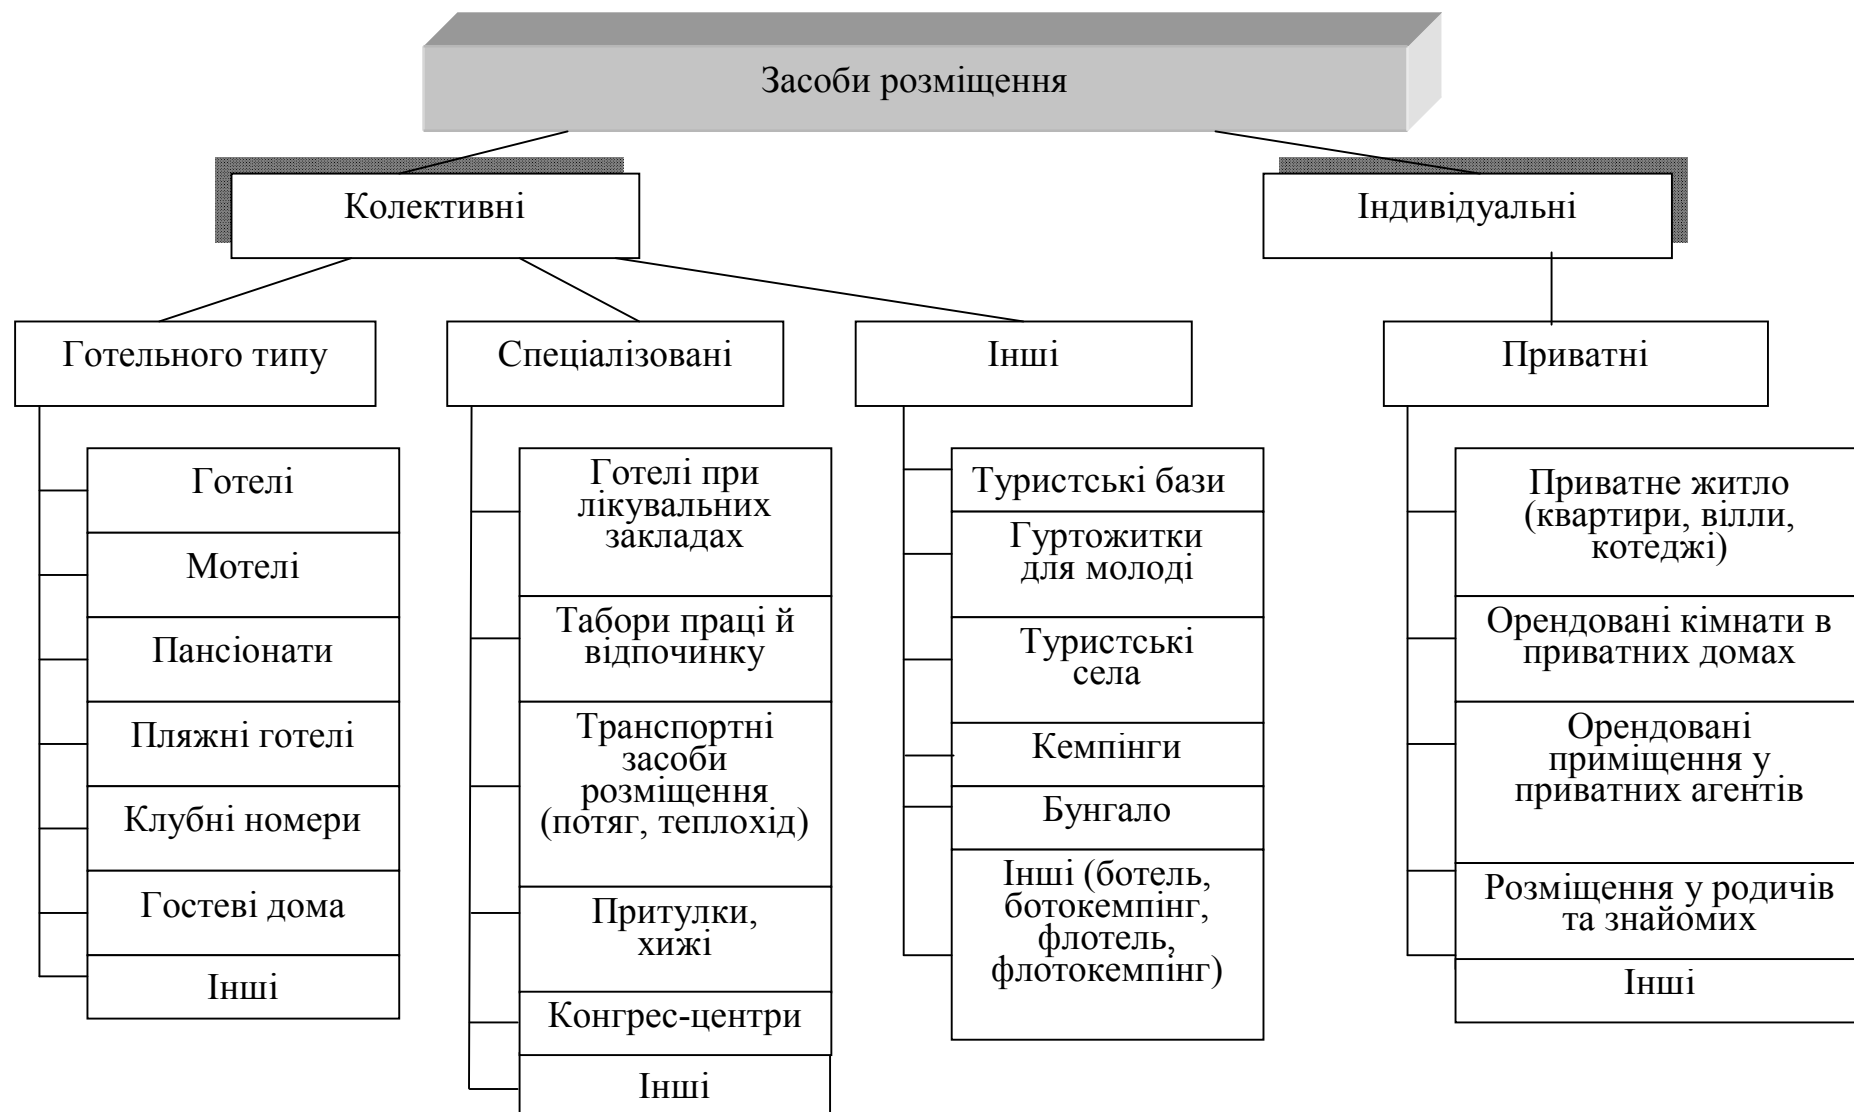 Засоби розміщення
Колективні
Індивідуальні
Готельного типу
Спеціалізовані
Інші
Приватні
Готелі
Мотелі
Пансіонати
Пляжні готелі
Клубні номери
Гостеві дома
Інші
Готелі при
лікувальних
закладах
Табори праці й
відпочинку
Транспортні
засоби
розміщення
(потяг, теплохід)
Притулки,
хижі
Конгрес-центри
Інші
Туристські бази
Гуртожитки
для молоді
Туристські
села
Кемпінги
Бунгало
Інші (ботель,
ботокемпінг,
флотель,
флотокемпінг)
Приватне житло
(квартири, вілли,
котеджі)
Орендовані кімнати в
приватних домах
Орендовані
приміщення у
приватних агентів
Розміщення у родичів
та знайомих
Інші